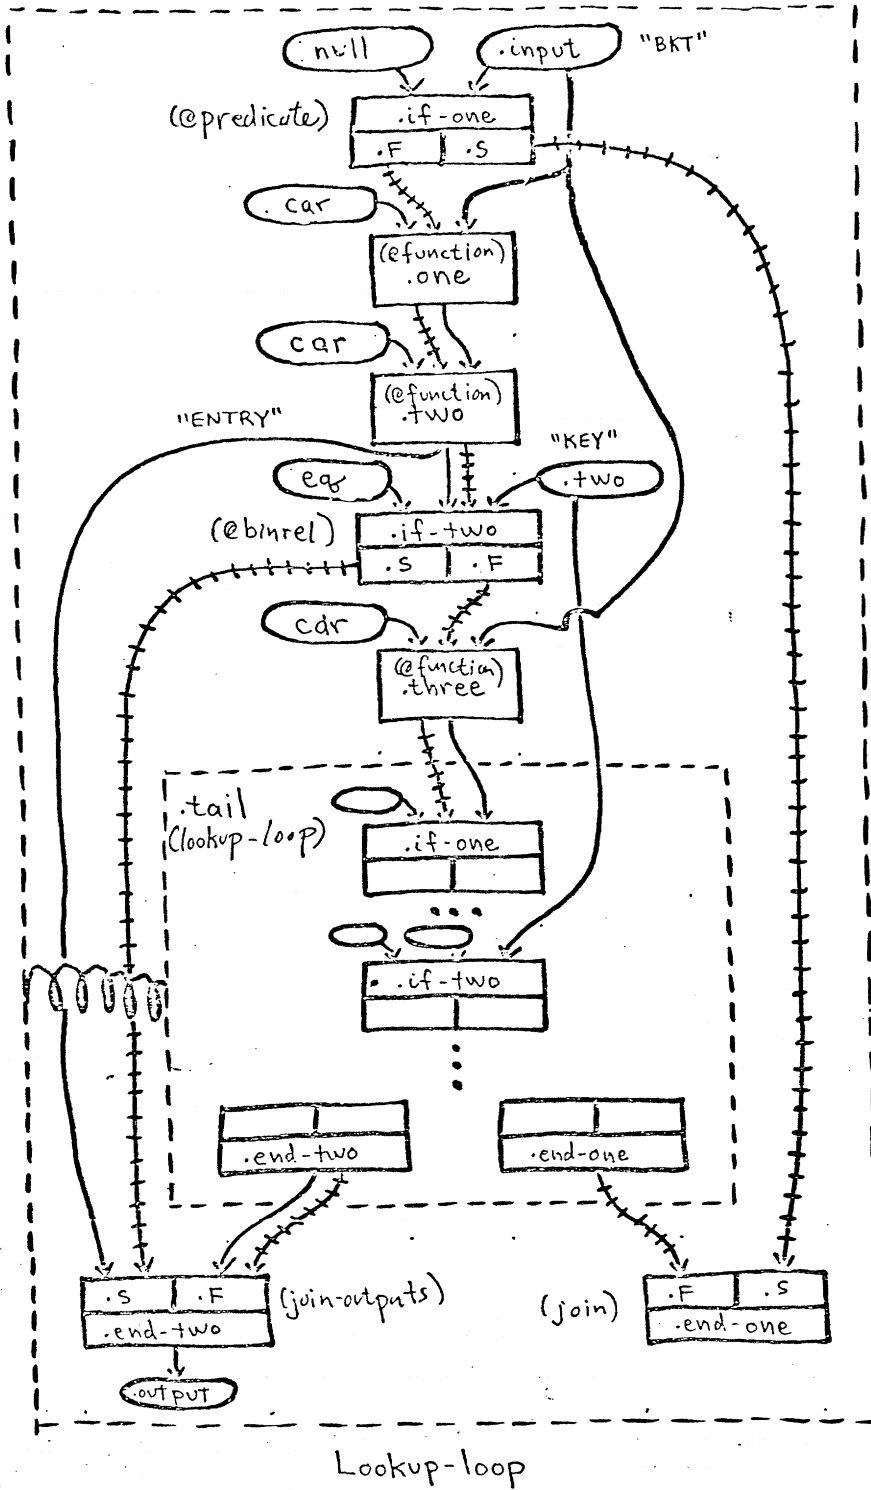 null
.input
"BKT"
(@predicate)
.if-one
.F
.S
.car
(@function)
.one
car
(@function)
.two
"ENTRY"
"KEY"
eq
.two
(@binrel)
.if-two
.S
.F
cdr
(@function)
.three
.tail
(lookup-loop)
.if-one
...
.if-two
.end-two
.end-one
.S
.F
(join-outputs)
.end-two
(join)
.F
.S
.end-one
.output
Lookup-loop